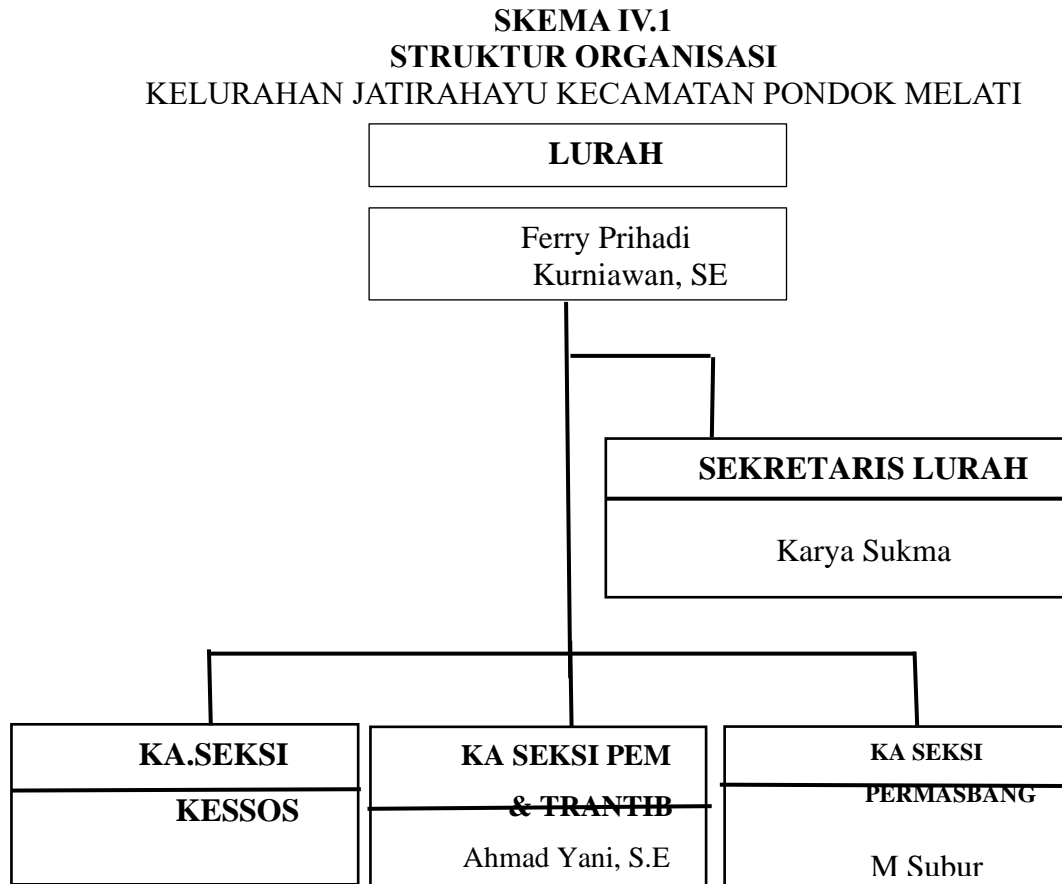 SKEMA IV.1
STRUKTUR ORGANISASI
KELURAHAN JATIRAHAYU KECAMATAN PONDOK MELATI
LURAH
Ferry Prihadi
Kurniawan, SE
SEKRETARIS LURAH
Karya Sukma
KA.SEKSI
KESSOS
KA SEKSI PEM
& TRANTIB
Ahmad Yani, S.E
KA SEKSI
PERMASBANG
M Subur